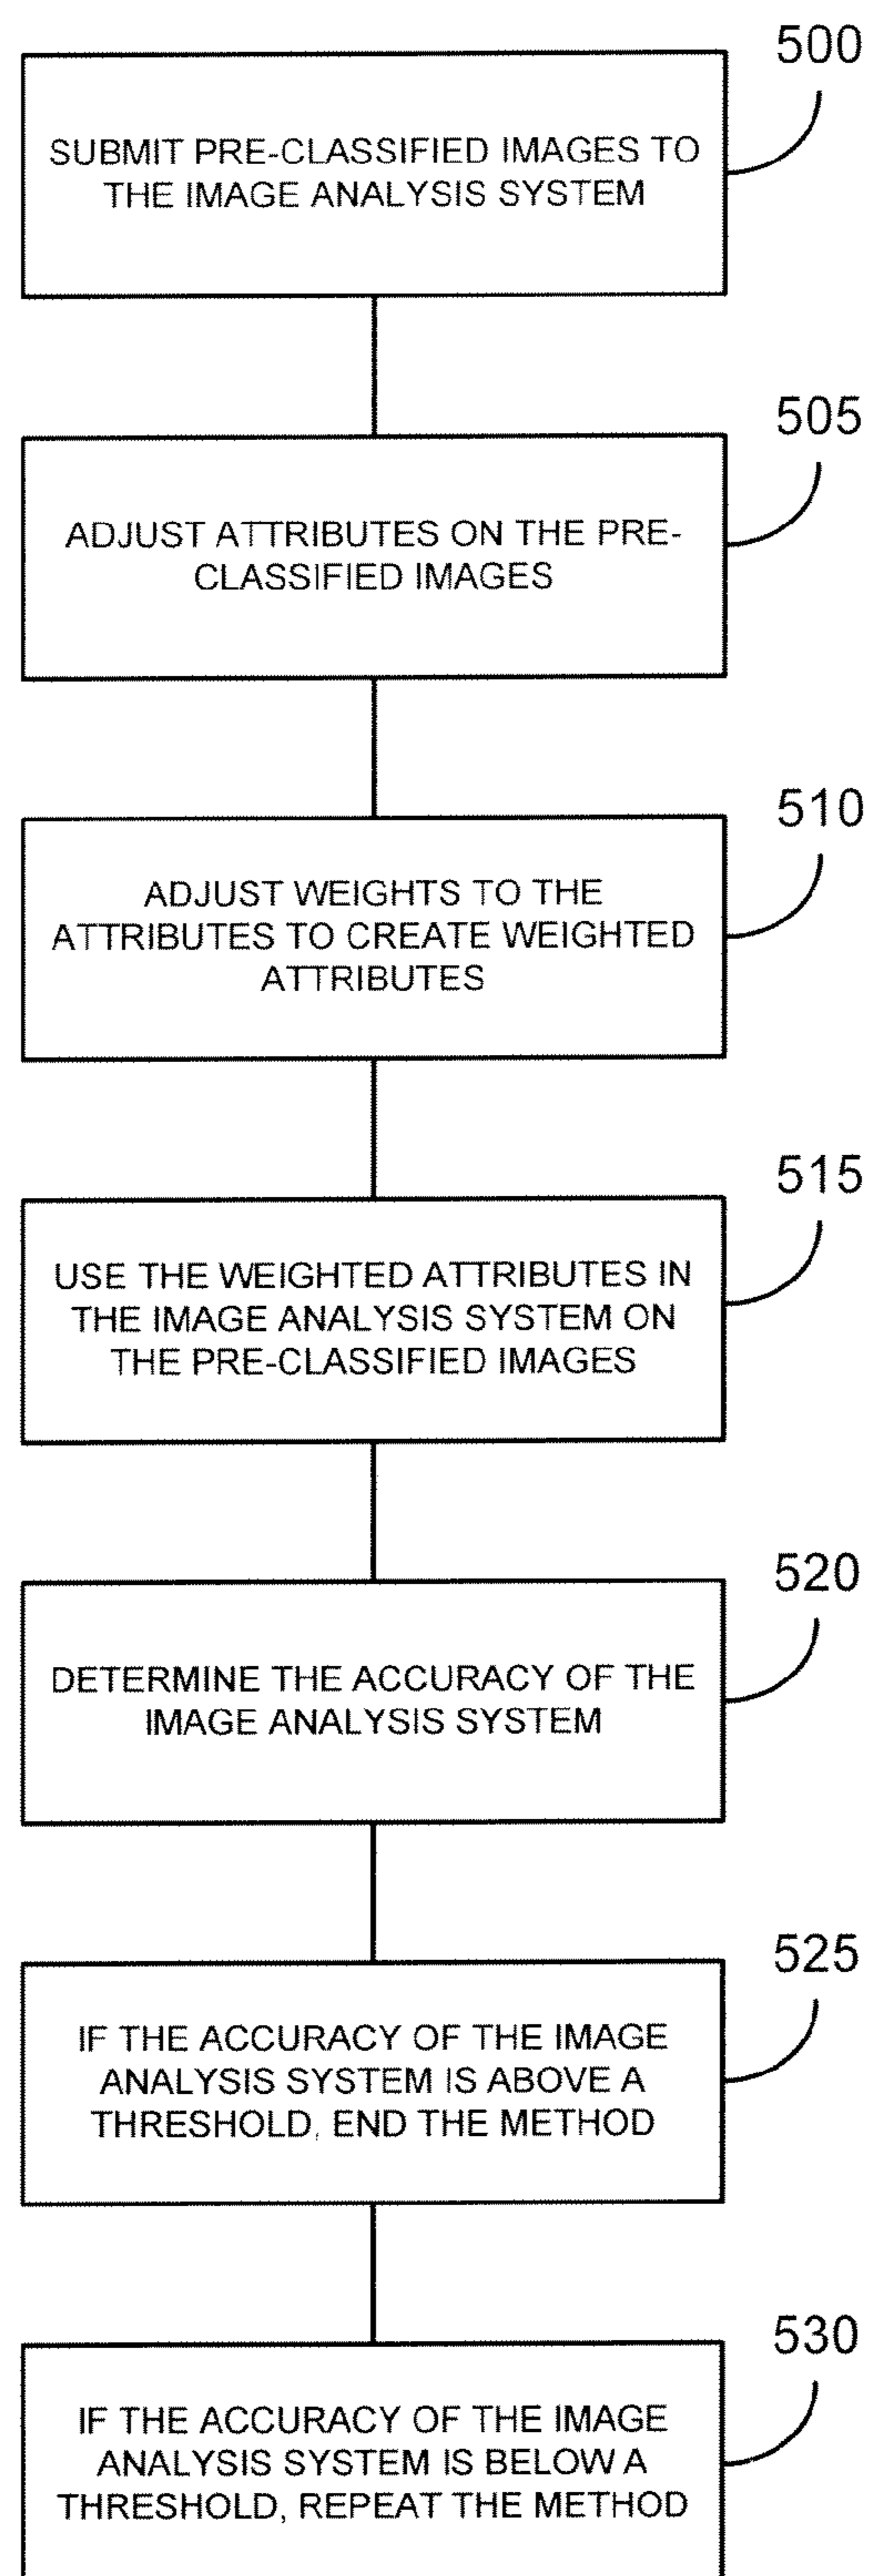 500
SUBMIT PRE-CLASSIFIED IMAGES TO
THE IMAGE ANALYSIS SYSTEM
505
ADJUST ATTRIBUTES ON THE PRE-
CLASSIFIED IMAGES
510
ADJUST WEIGHTS TO THE
ATTRIBUTES TO CREATE WEIGHTED
ATTRIBUTES
515
USE THE WEIGHTED ATTRIBUTES IN
THE IMAGE ANALYSIS SYSTEM ON
THE PRE-CLASSIFIED IMAGES
520
DETERMINE THE ACCURACY OF THE
IMAGE ANALYSIS SYSTEM
525
IF THE ACCURACY OF THE IMAGE
ANALYSIS SYSTEM IS ABOVE A
THRESHOLD, END THE METHOD
530
IF THE ACCURACY OF THE IMAGE
ANALYSIS SYSTEM IS BELOW A
THRESHOLD, REPEAT THE METHOD